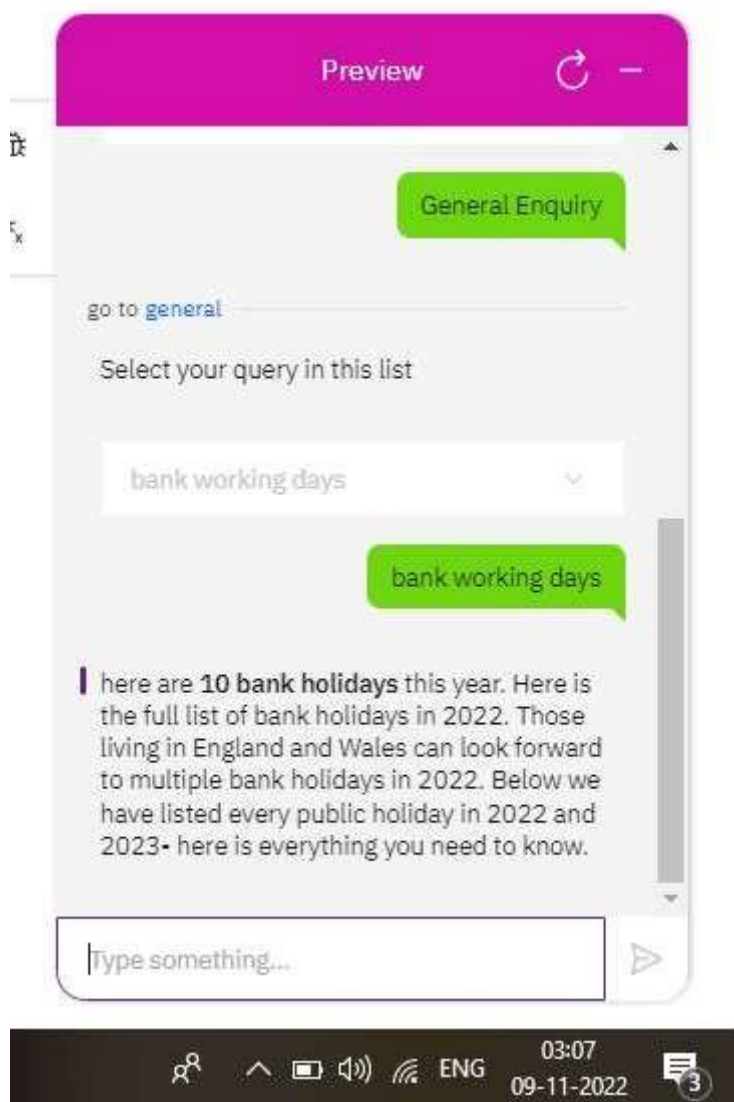 Preview
General Enquiry
go to general
Select your query in this list
bank working days
bank working days
here are 10 bank holidays this year. Here is
the full list of bank holidays in 2022. Those
living in England and Wales can look forward
to multiple bank holidays in 2022. Below we
have listed every public holiday in 2022 and
2023- here is everything you need to know.
Type something...
ENG
03:07
09-11-2022
3